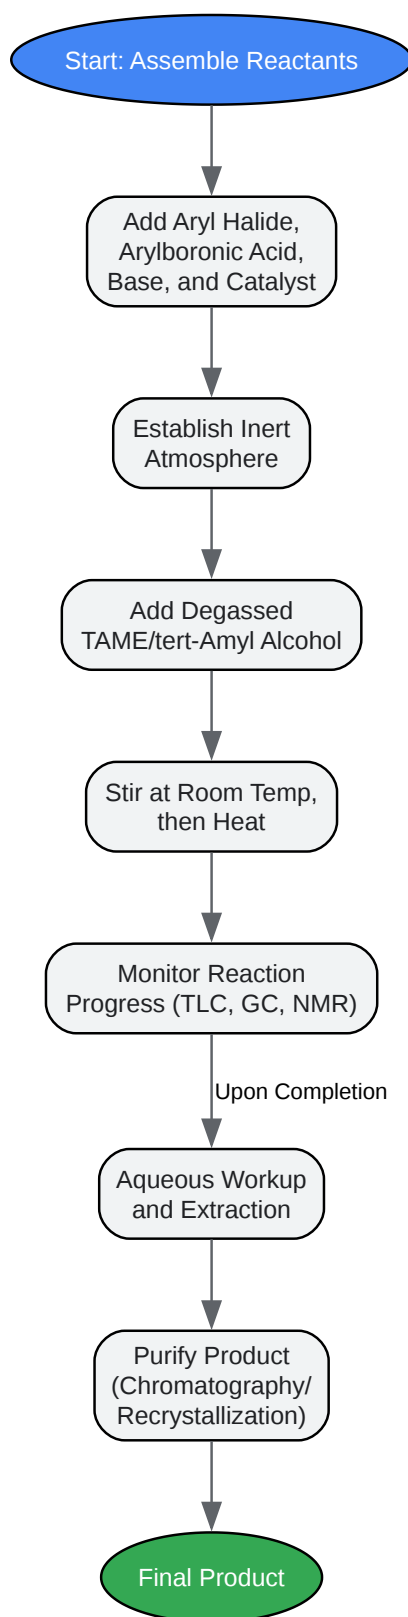 Start: Assemble Reactants
Add Aryl Halide,
Arylboronic Acid,
Base, and Catalyst
Establish Inert
Atmosphere
Add Degassed
TAME/tert-Amyl Alcohol
Stir at Room Temp,
then Heat
Monitor Reaction
Progress (TLC, GC, NMR)
Upon Completion
Aqueous Workup
and Extraction
Purify Product
(Chromatography/
Recrystallization)
Final Product